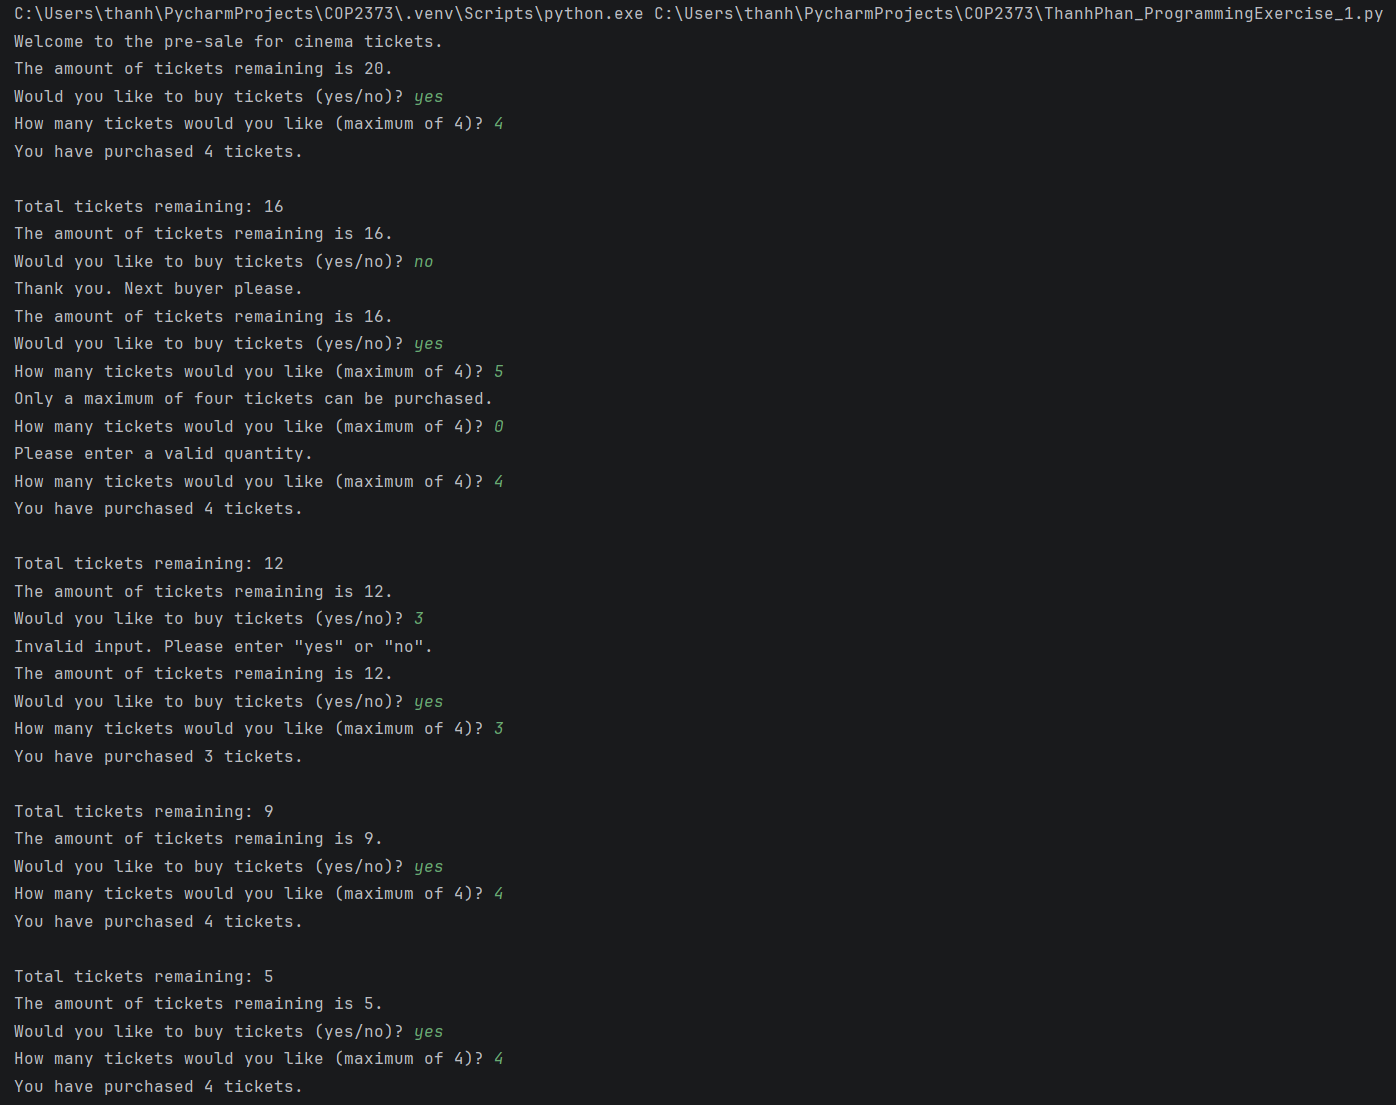 C:\Users\thanh\PycharmProjects\COP2373\.venv\Scripts\python.exe C:\Users\thanh\PycharmProjects\COP2373\ThanhPhan_ProgrammingExercise_1.py
Welcome to the pre-sale for cinema tickets.
The amount of tickets remaining is 20.
Would you like to buy tickets (yes/no)? yes
How many tickets would you like (maximum of 4)? 4
You have purchased 4 tickets.

Total tickets remaining: 16
The amount of tickets remaining is 16.
Would you like to buy tickets (yes/no)? no
Thank you. Next buyer please.
The amount of tickets remaining is 16.
Would you like to buy tickets (yes/no)? yes
How many tickets would you like (maximum of 4)? 5
Only a maximum of four tickets can be purchased.
How many tickets would you like (maximum of 4)? 0
Please enter a valid quantity.
How many tickets would you like (maximum of 4)? 4
You have purchased 4 tickets.

Total tickets remaining: 12
The amount of tickets remaining is 12.
Would you like to buy tickets (yes/no)? 3
Invalid input. Please enter "yes" or "no".
The amount of tickets remaining is 12.
Would you like to buy tickets (yes/no)? yes
How many tickets would you like (maximum of 4)? 3
You have purchased 3 tickets.

Total tickets remaining: 9
The amount of tickets remaining is 9.
Would you like to buy tickets (yes/no)? yes
How many tickets would you like (maximum of 4)? 4
You have purchased 4 tickets.

Total tickets remaining: 5
The amount of tickets remaining is 5.
Would you like to buy tickets (yes/no)? yes
How many tickets would you like (maximum of 4)? 4
You have purchased 4 tickets.